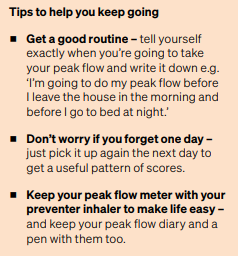 Tips to help you keep going
■ Get a good routine – tell yourself
exactly when you're going to take
your peak flow and write it down e.g.
'I'm going to do my peak flow before
I leave the house in the morning and
before I go to bed at night.'
■ Don't worry if you forget one day –
just pick it up again the next day to
get a useful pattern of scores.
■ Keep your peak flow meter with your
preventer inhaler to make life easy –
and keep your peak flow diary and a
pen with them too.